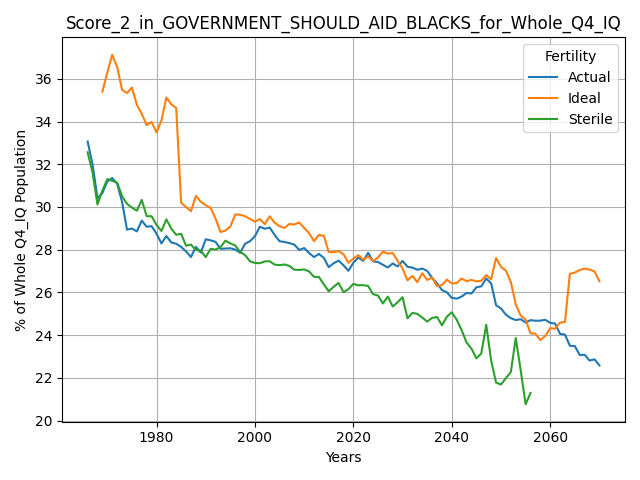 Score_2_in_GOVERNMENT_SHOULD_AID_BLACKS_for_Whole_Q4_IQ
Fertility
Actual
Ideal
Sterile
% of Whole Q4_IQ Population
36
34
32
30
28
26
24
22
20
1980
2000
2020
2040
2060
Years